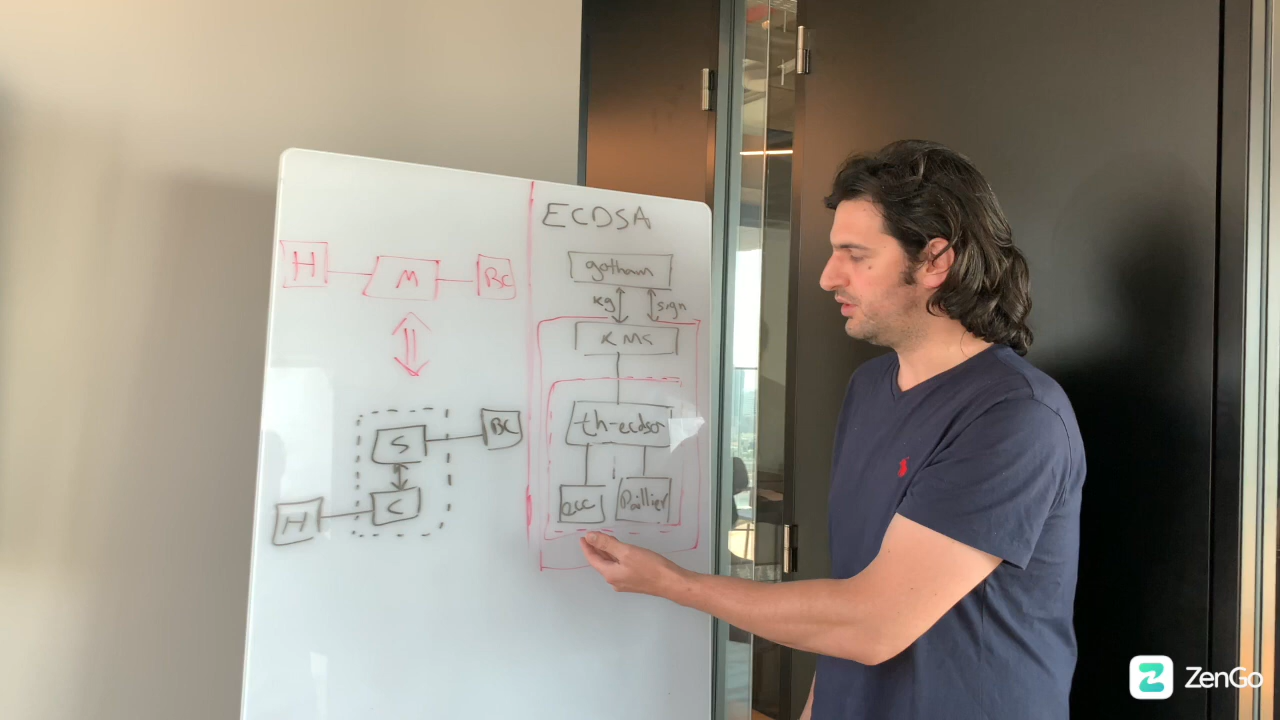 H
M
BC
S
C
BC
H
ECDSA
gotham
kg
sign
KMS
th-ecdsa
ecc
Paillier
ZenGo